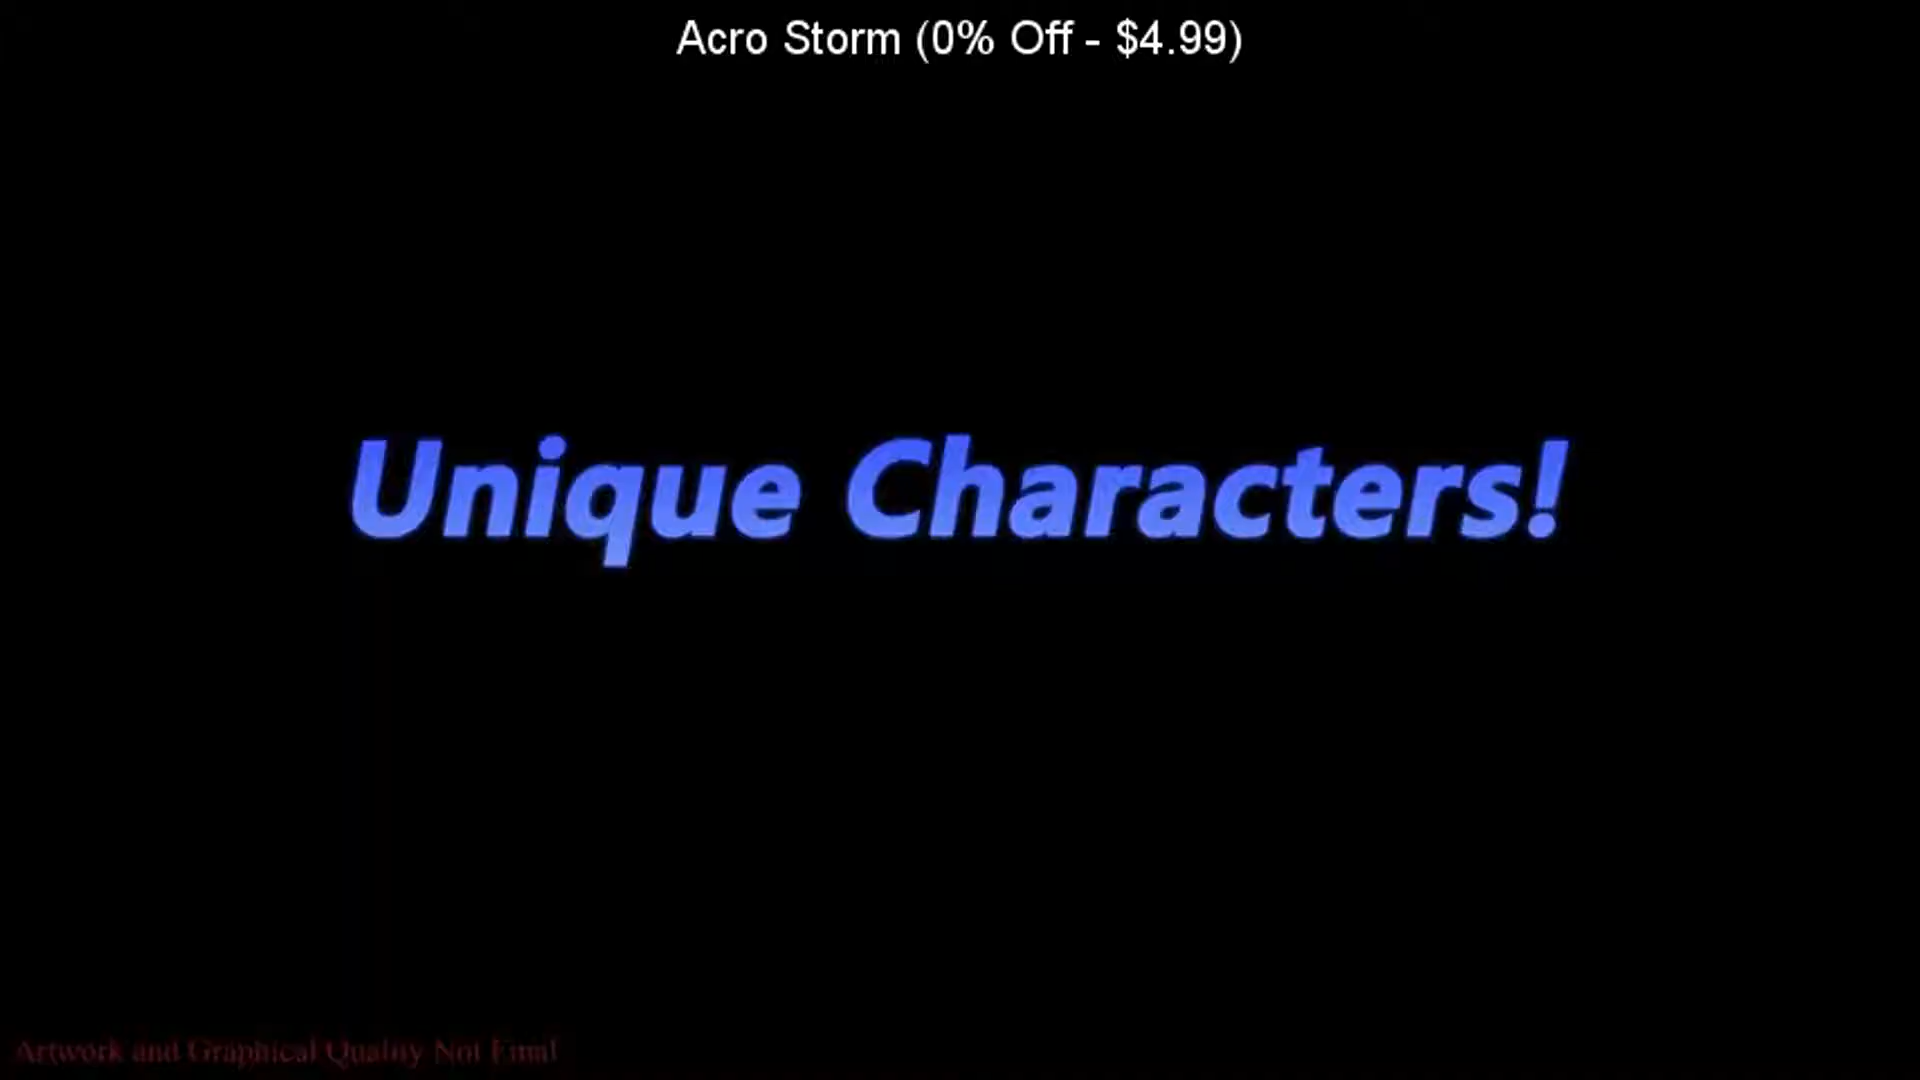 Acro Storm (0% Off - $4.99)
Unique Characters!
Artwork and Graphical Quality Not Final